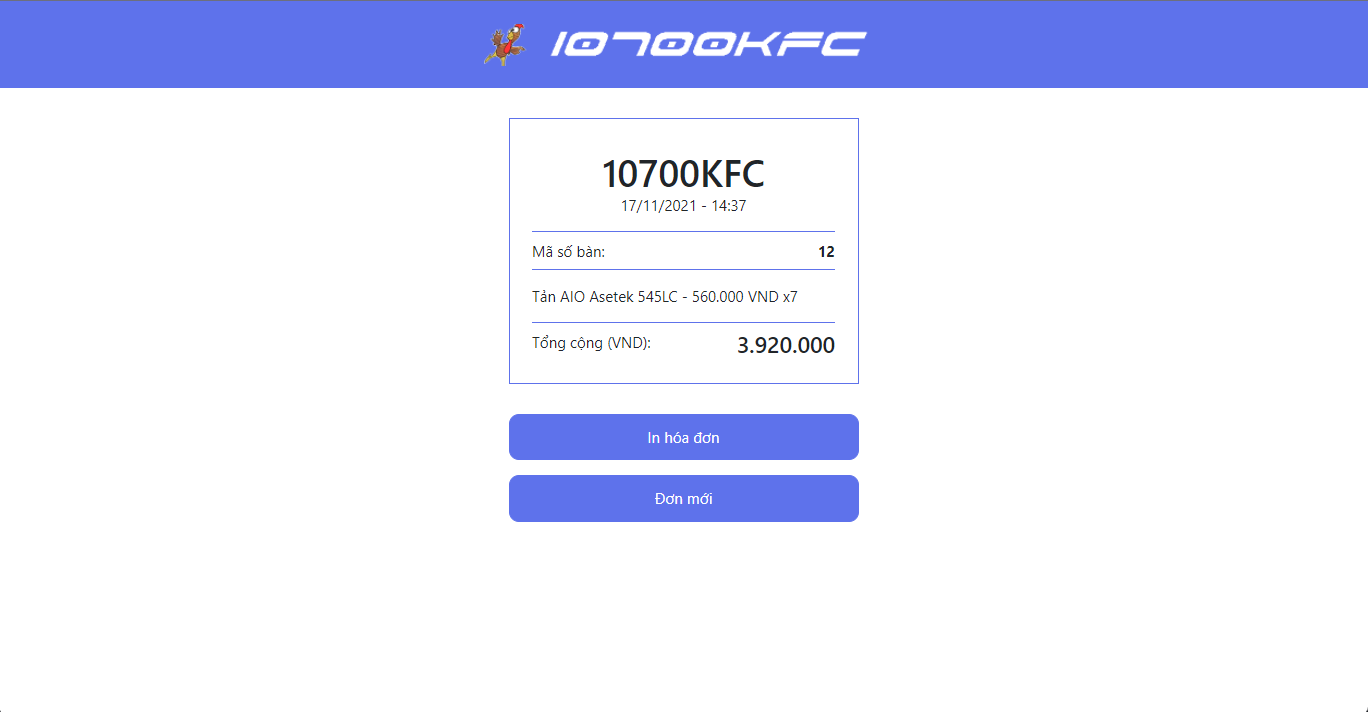 10700KFC
10700KFC
17/11/2021 - 14:37
Mã số bàn: 12
Tản AIO Asetek 545LC - 560.000 VND x7
Tổng cộng (VND): 3.920.000
In hóa đơn
Đơn mới